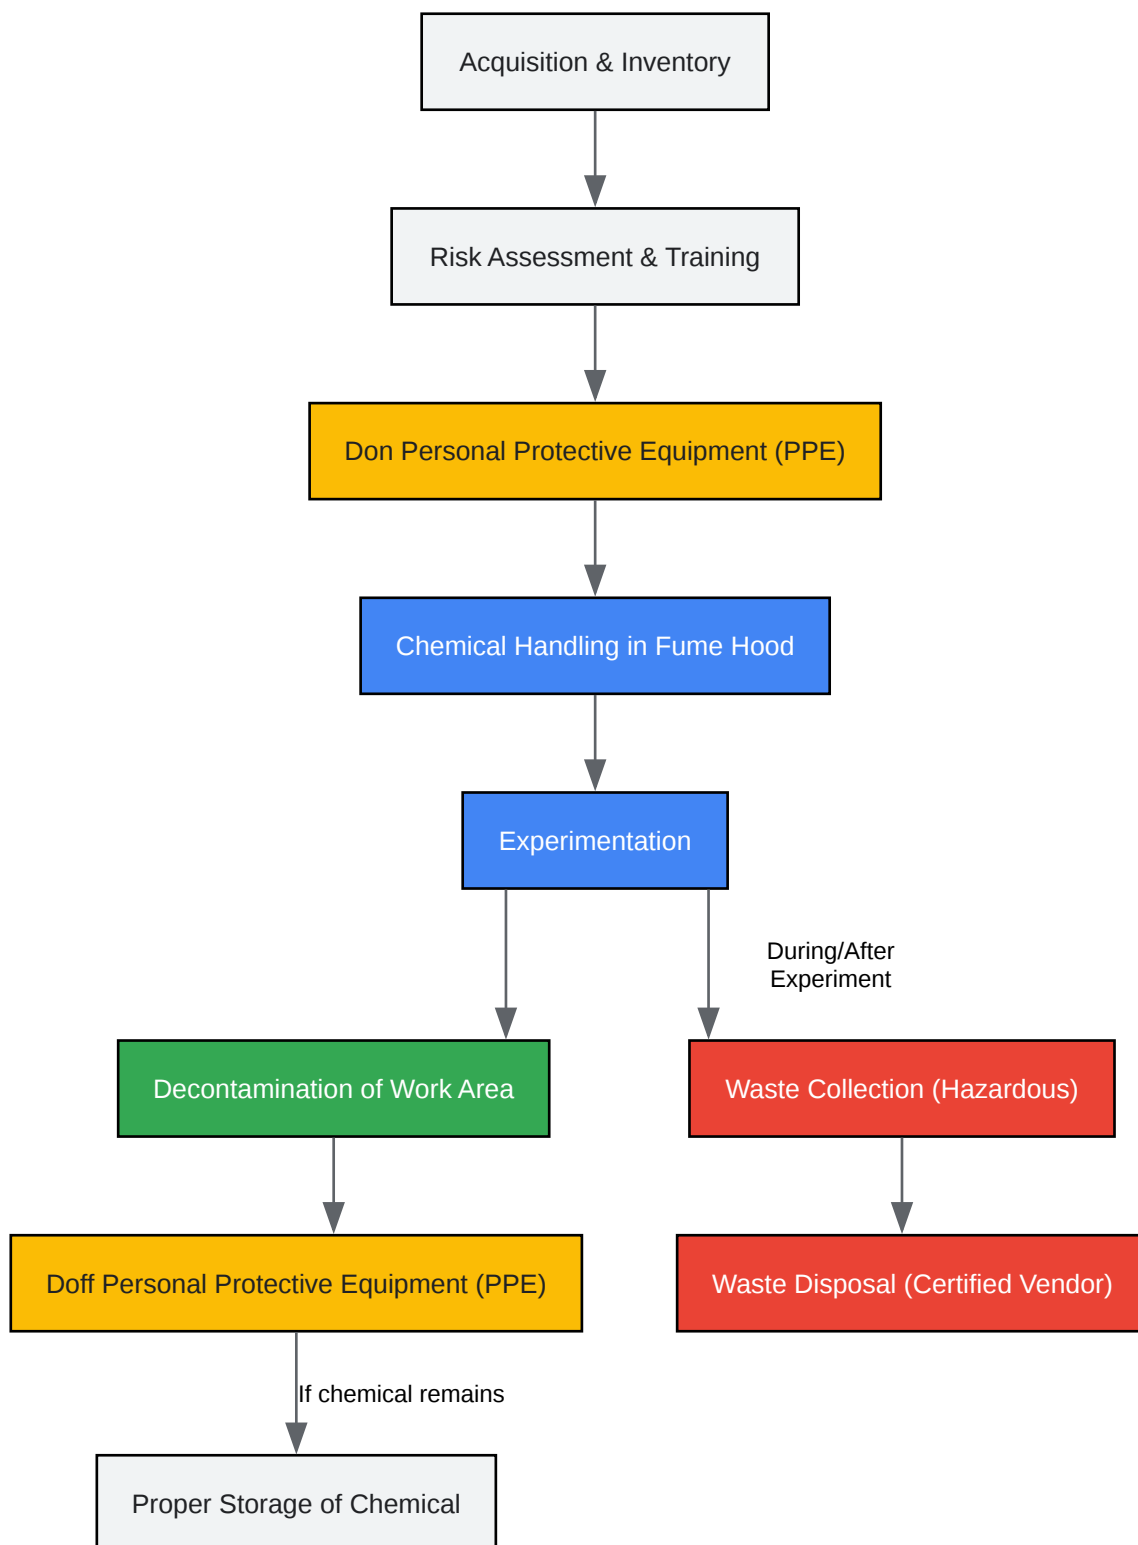 Acquisition & Inventory
Risk Assessment & Training
Don Personal Protective Equipment (PPE)
Chemical Handling in Fume Hood
Experimentation
During/After
Experiment
Decontamination of Work Area
Waste Collection (Hazardous)
Doff Personal Protective Equipment (PPE)
Waste Disposal (Certified Vendor)
If chemical remains
Proper Storage of Chemical